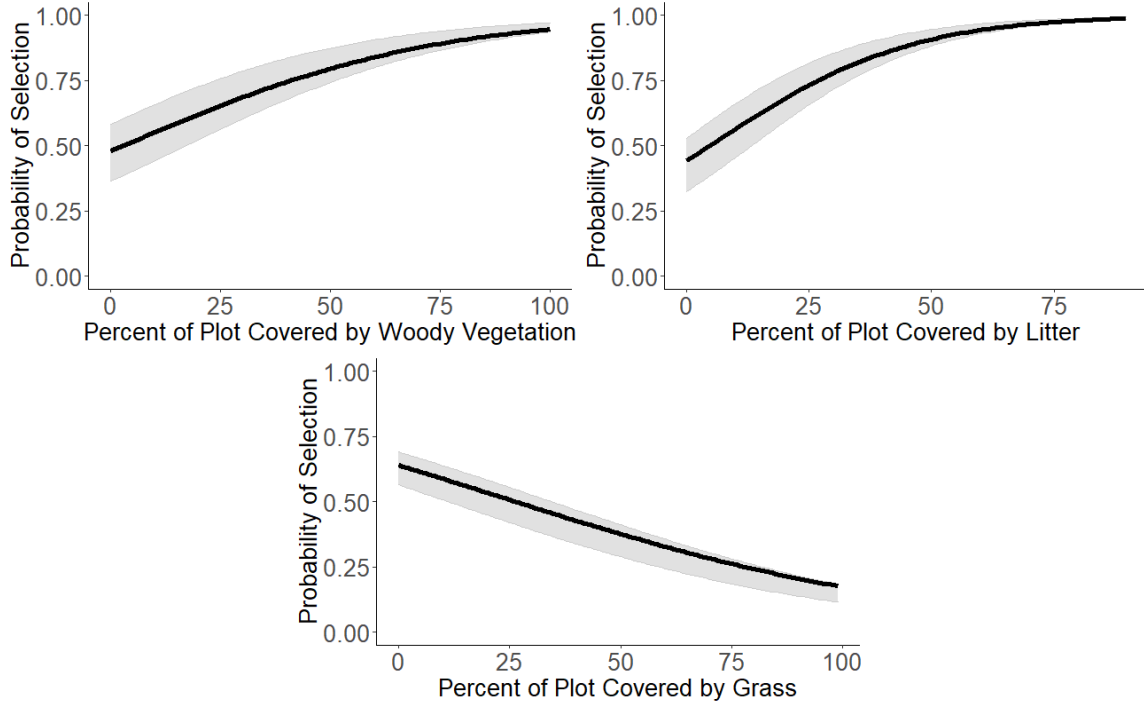 1.00
0.75
0.50
0.25
0.00
Probability of Selection
0 25 50 75 100
Percent of Plot Covered by Woody Vegetation
1.00
0.75
0.50
0.25
0.00
Probability of Selection
0 25 50 75
Percent of Plot Covered by Litter
1.00
0.75
0.50
0.25
0.00
Probability of Selection
0 25 50 75 100
Percent of Plot Covered by Grass